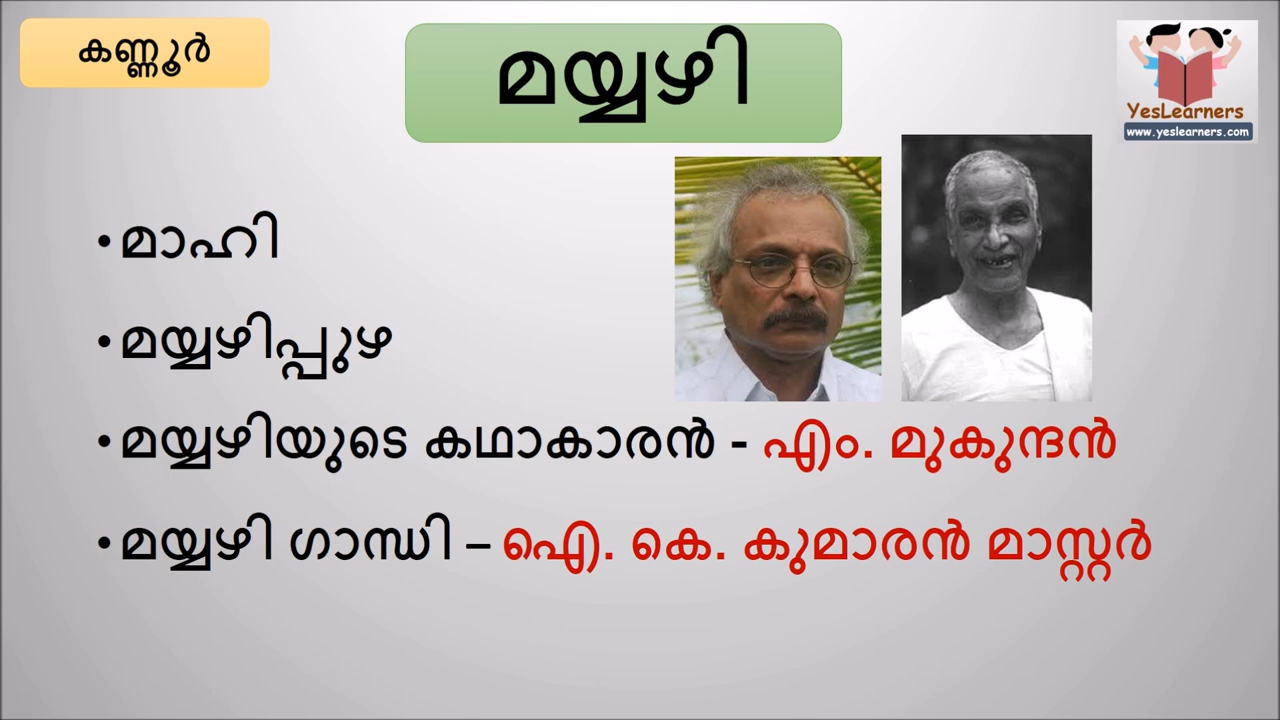 കണ്ണൂർ
മയ്യഴി
YesLearners
www.yeslearners.com
• മാഹി
• മയ്യഴിപ്പുഴ
• മയ്യഴിയുടെ കഥാകാരൻ - എം. മുകുന്ദൻ
• മയ്യഴി ഗാന്ധി – ഐ. കെ. കുമാരൻ മാസ്റ്റർ